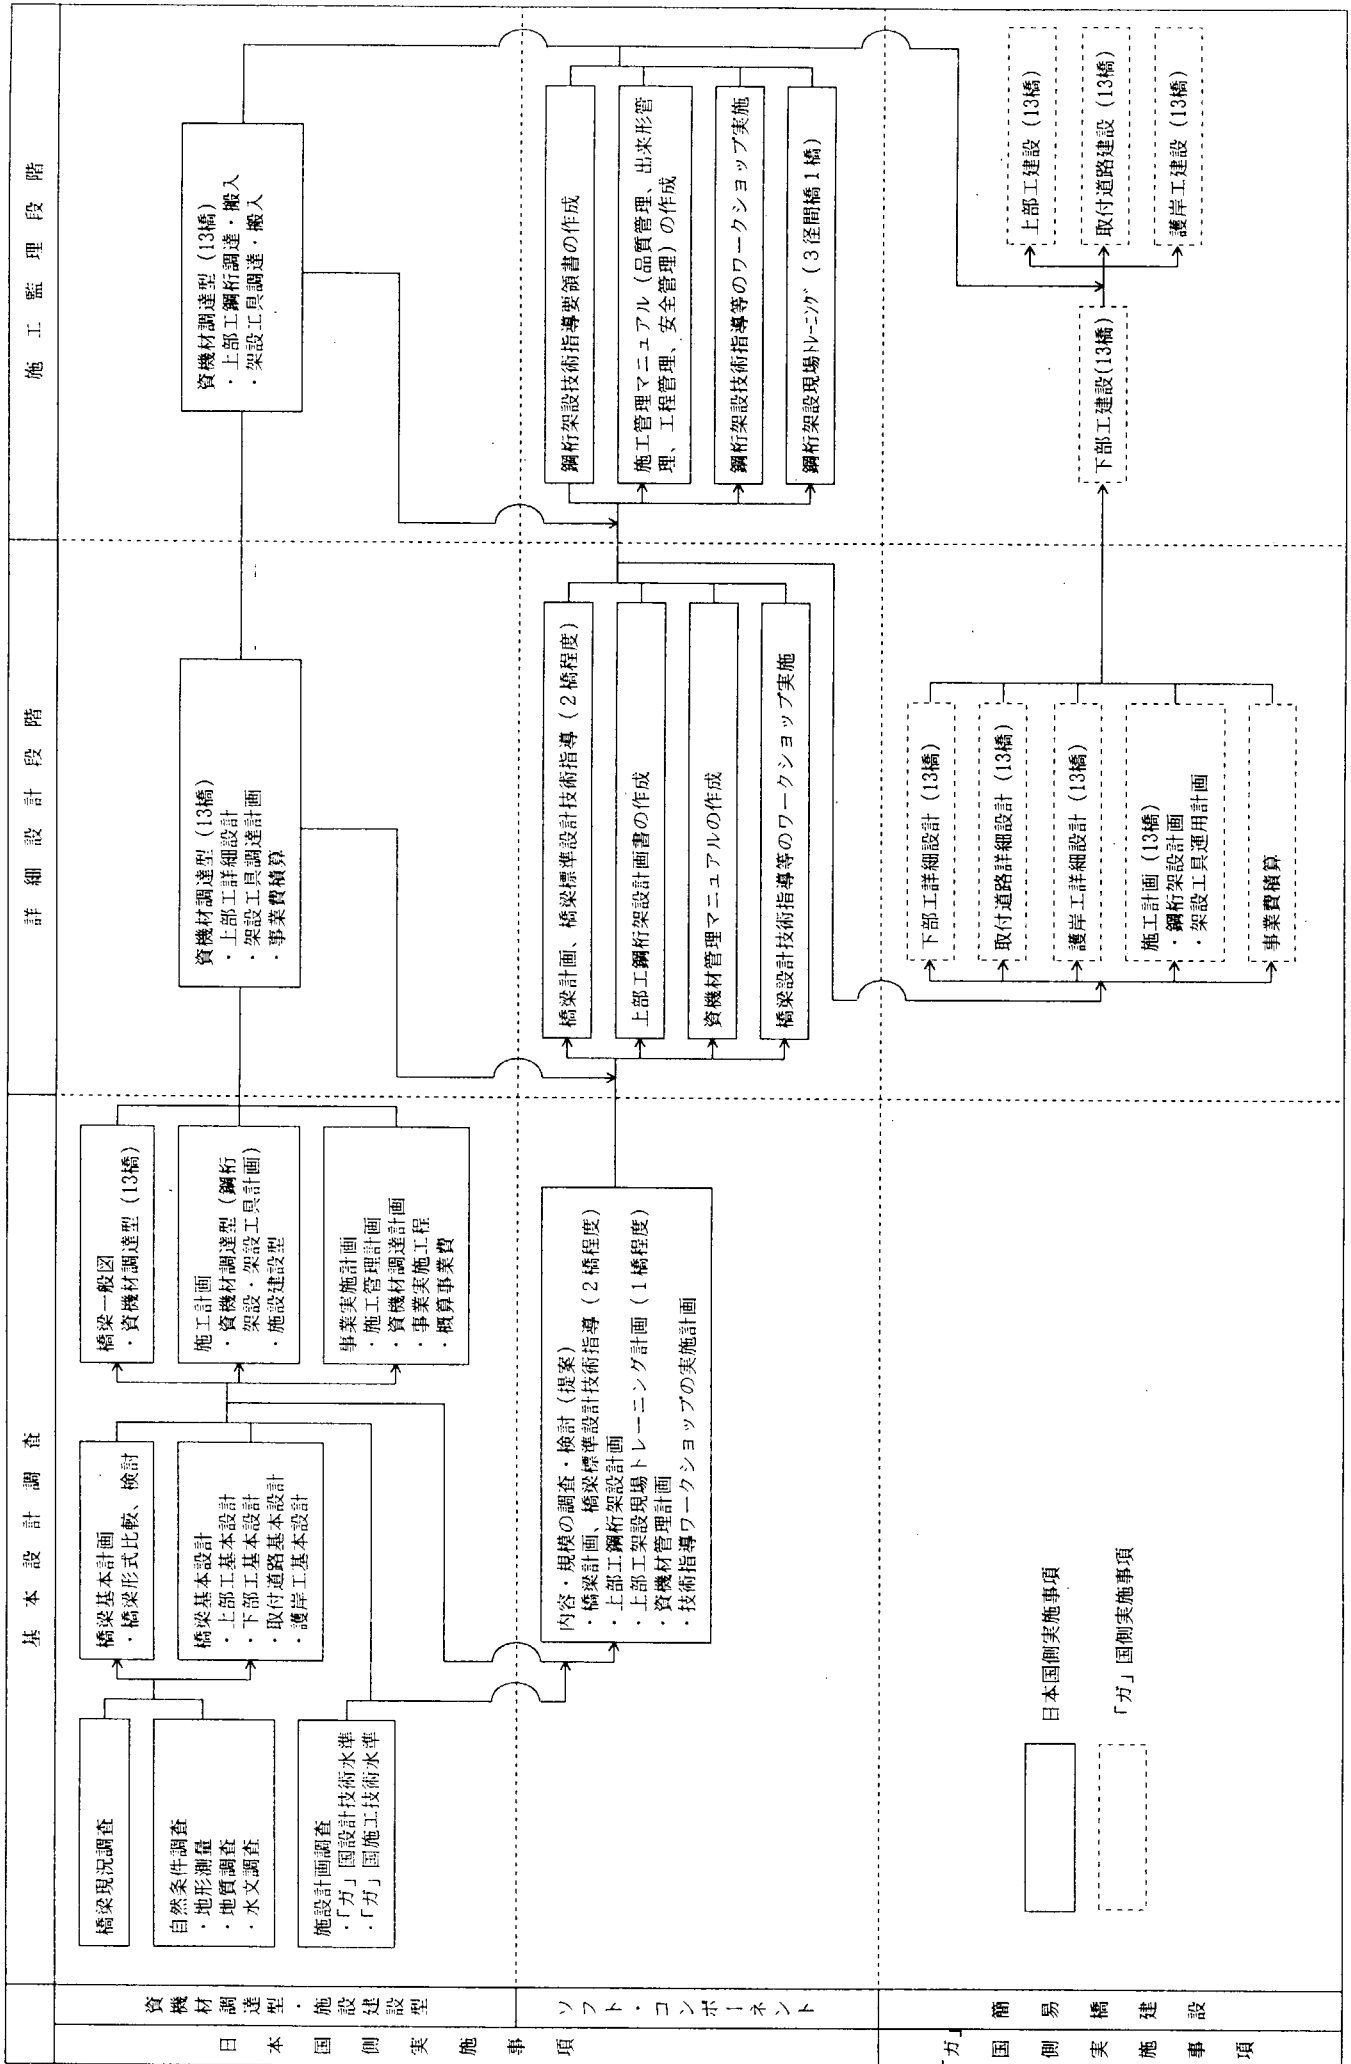 基本設計調査
詳細設計段階
施工監理段階
日本国側実施事項
資機材調達型・施設建設型
橋梁現況調査
自然条件調査
・地形測量
・地質調査
・水文調査
施設計画調査
・「ガ」国設計技術水準
・「ガ」国施工技術水準
橋梁基本計画
・橋梁形式比較、検討
橋梁基本設計
・上部工基本設計
・下部工基本設計
・取付道路基本設計
・護岸工基本設計
橋梁一般図
・資機材調達型（13橋）
施工計画
・資機材調達型（鋼桁
架設・架設工具計画）
・施設建設型
事業実施計画
・施工管理計画
・資機材調達計画
・事業実施工程
・概算事業費
資機材調達型（13橋）
・上部工詳細設計
・架設工具調達計画
・事業費積算
資機材調達型（13橋）
・上部工鋼桁調達・搬入
・架設工具調達・搬入
ソフト・コンポーネント
内容・規模の調査・検討（提案）
・橋梁計画、橋梁標準設計技術指導（2橋程度）
・上部工鋼桁架設計画
・上部工架設現場トレーニング計画（1橋程度）
・資機材管理計画
・技術指導ワークショップの実施計画
橋梁計画、橋梁標準設計技術指導（2橋程度）
上部工鋼桁架設計画書の作成
資機材管理マニュアルの作成
橋梁設計技術指導等のワークショップ実施
鋼桁架設技術指導要領書の作成
施工管理マニュアル（品質管理、出来形管
理、工程管理、安全管理）の作成
鋼桁架設技術指導等のワークショップ実施
鋼桁架設現場トレーニング（3径間橋1橋）
「ガ」国側実施事項
簡易橋建設
下部工詳細設計（13橋）
取付道路詳細設計（13橋）
護岸工詳細設計（13橋）
施工計画（13橋）
・鋼桁架設計画
・架設工具運用計画
事業費積算
下部工建設（13橋）
上部工建設（13橋）
取付道路建設（13橋）
護岸工建設（13橋）
日本国側実施事項
「ガ」国側実施事項